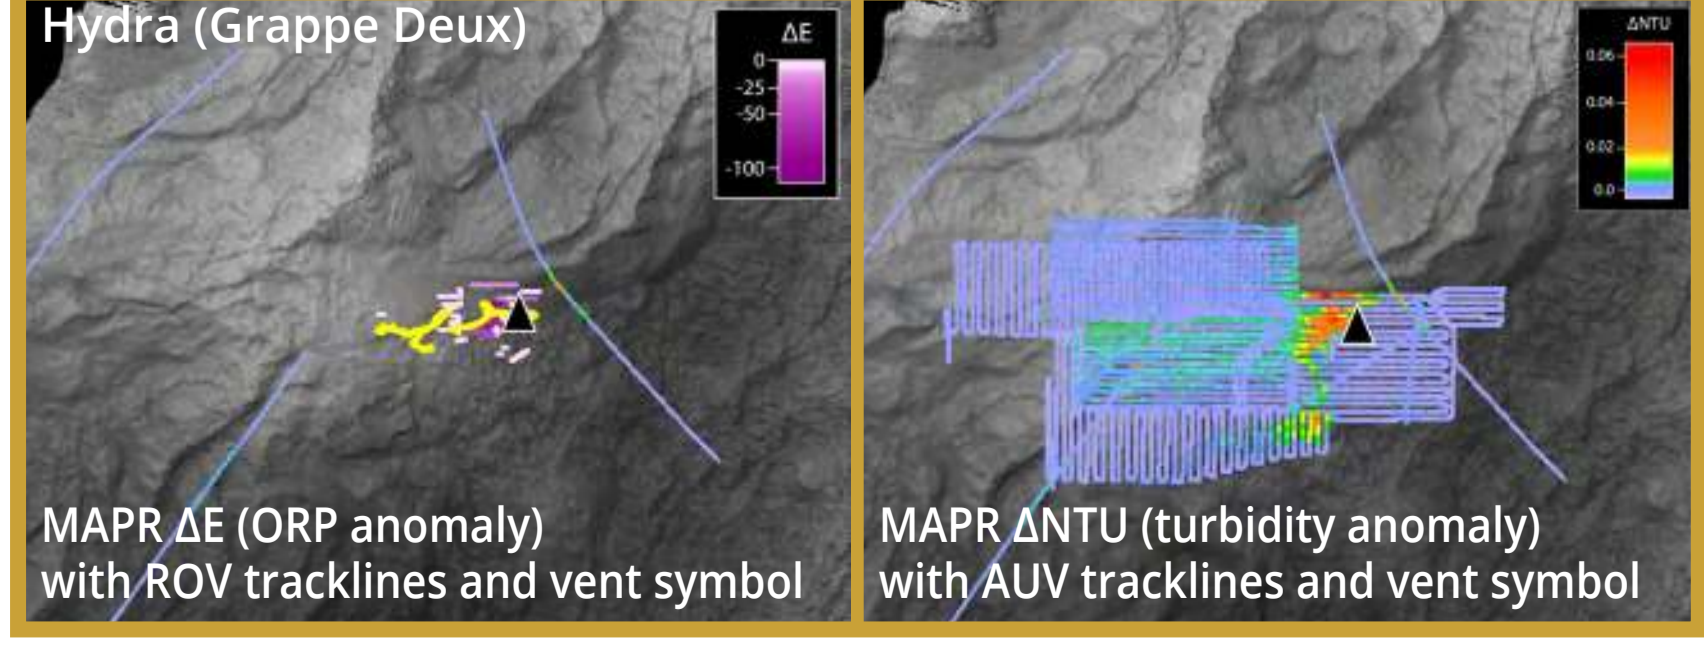 Hydra (Grappe Deux)
ΔE
0
-25
-50
-100
MAPR ΔE (ORP anomaly)
with ROV tracklines and vent symbol
ΔNTU
0.06
0.04
0.02
0.0
MAPR ΔNTU (turbidity anomaly)
with AUV tracklines and vent symbol